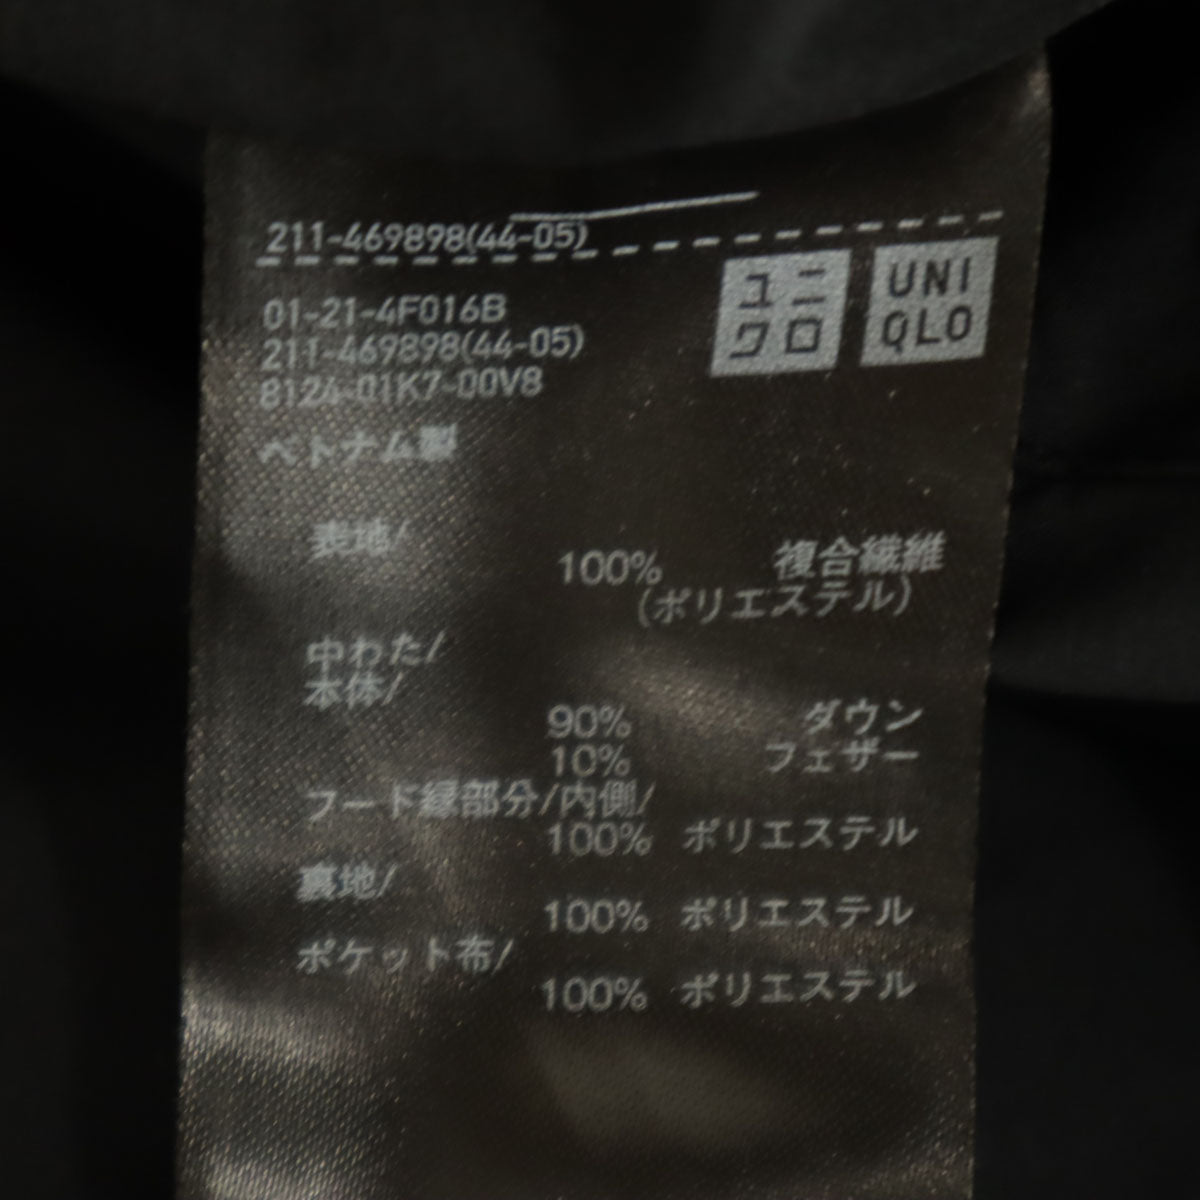 211-469898(44-05)
ユニ
クロ
UNI
QLO
01-21-4F016B
211-469898(44-05)
8124-01K7-00V8
ベトナム製
表地/
100% 複合繊維
(ポリエステル)
中わた/
本体/
90% ダウン
10% フェザー
フード縁部分/内側/
100% ポリエステル
裏地/
100% ポリエステル
ポケット布/
100% ポリエステル